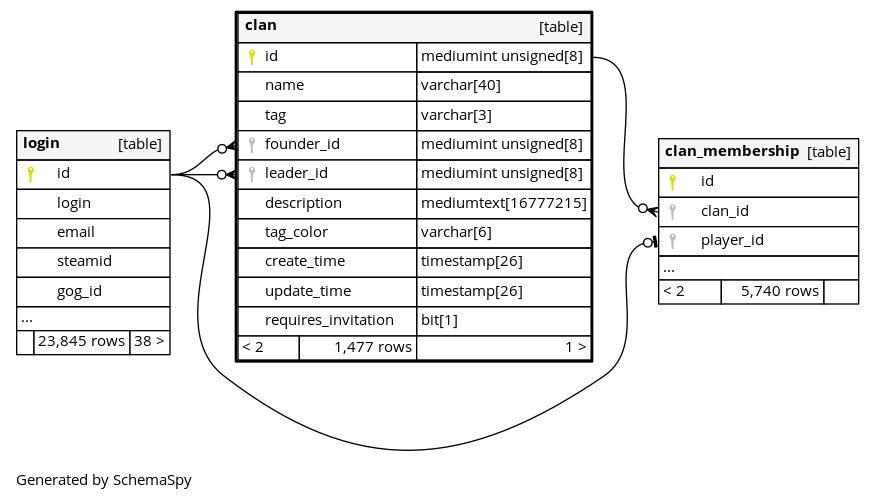 clan [table]
id mediumint unsigned[8]
name varchar[40]
tag varchar[3]
founder_id mediumint unsigned[8]
leader_id mediumint unsigned[8]
description mediumtext[16777215]
tag_color varchar[6]
create_time timestamp[26]
update_time timestamp[26]
requires_invitation bit[1]
< 2 1,477 rows 1 >
login [table]
id
login
email
steamid
gog_id
...
23,845 rows 38 >
clan_membership [table]
id
clan_id
player_id
...
< 2 5,740 rows
Generated by SchemaSpy